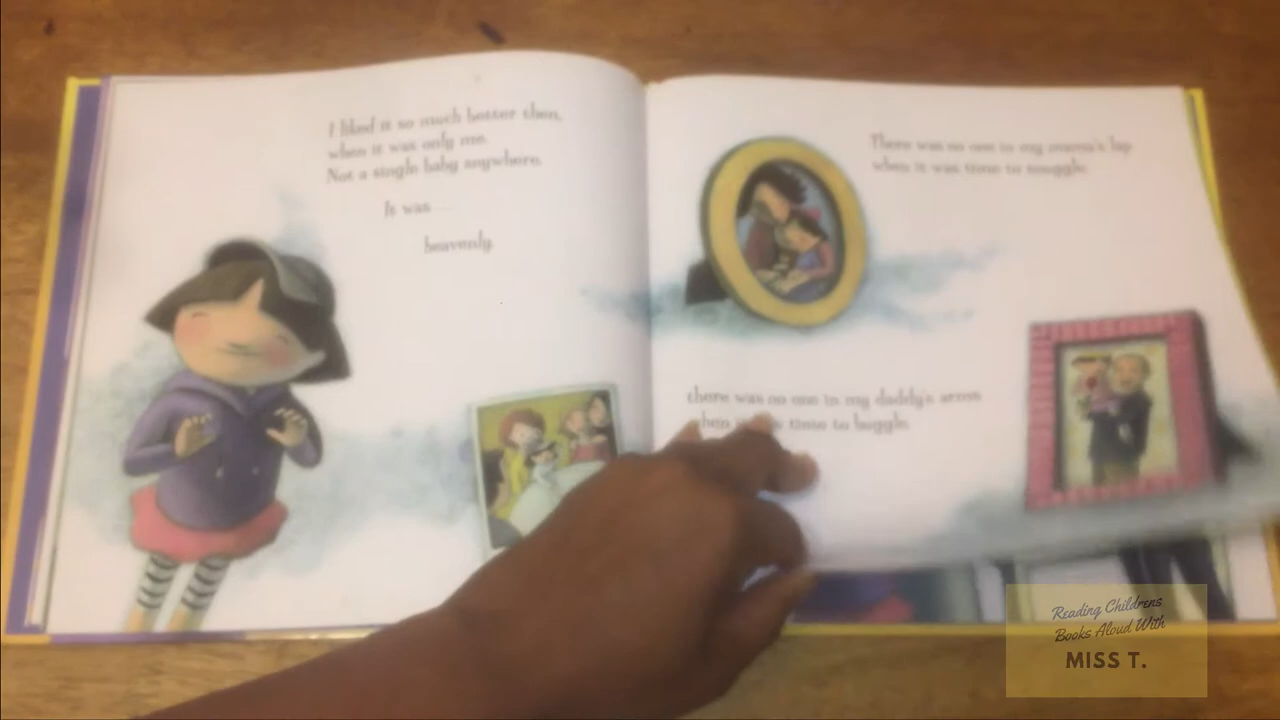 I liked it so much better then,
when it was only me.
Not a single baby anywhere.
It was
heavenly.
There was no one in my mama's lap
when it was time to snuggle.
there was no one in my daddy's arms
when time to huggle.
Reading Childrens
Books Aloud With
MISS T.